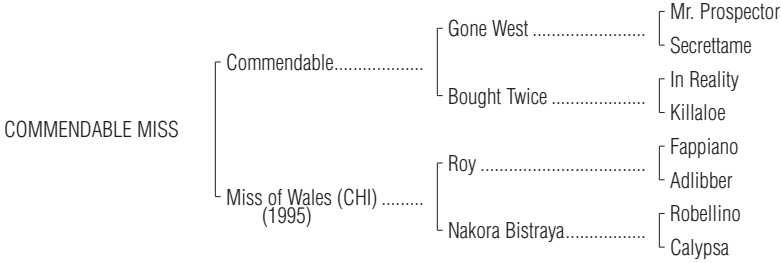 Mr. Prospector
Gone West ........................
Secrettame
Commendable...................
In Reality
Bought Twice ....................
Killaloe
COMMENDABLE MISS
Fappiano
Roy ...................................
Adlibber
Miss of Wales (CHI) .........
(1995)
Robellino
Nakora Bistraya.................
Calypsa